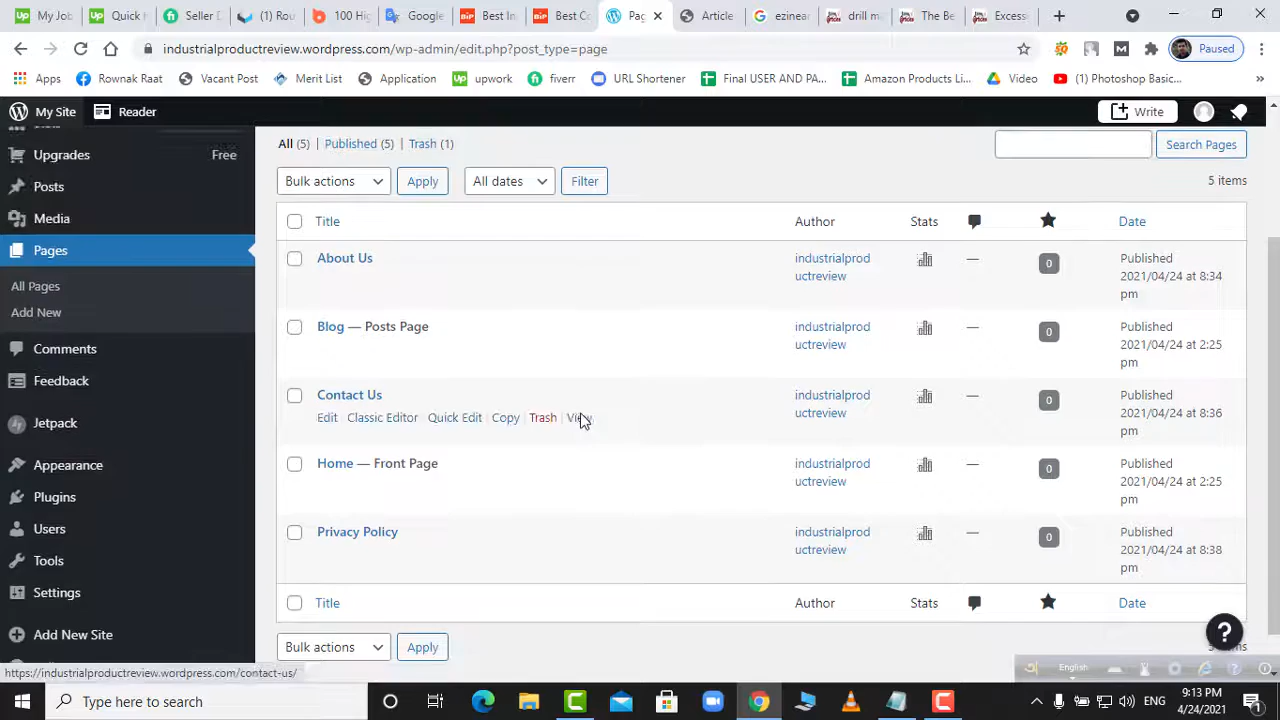 My Jo
Quick f
Seller D
(1) Rou
100 Hig
Google
Best In
Best Co
Pag
Article
ezinear
drill ma
The Be
Excess
industrialproductreview.wordpress.com/wp-admin/edit.php?post_type=page
Paused
Apps
Rownak Raat
Vacant Post
Merit List
Application
upwork
fiverr
URL Shortener
Final USER AND PA...
Amazon Products Li...
Video
(1) Photoshop Basic...
My Site
Reader
Write
Upgrades
Free
Posts
Media
Pages
All Pages
Add New
Comments
Feedback
Jetpack
Appearance
Plugins
Users
Tools
Settings
Add New Site
All (5) | Published (5) | Trash (1)
Search Pages
Bulk actions
Apply
All dates
Filter
5 items
Title
Author
Stats
Date
About Us
industrialprod
uctreview
0
Published
2021/04/24 at 8:34
pm
Blog — Posts Page
industrialprod
uctreview
0
Published
2021/04/24 at 2:25
pm
Contact Us
Edit | Classic Editor | Quick Edit | Copy | Trash | View
industrialprod
uctreview
0
Published
2021/04/24 at 8:36
pm
Home — Front Page
industrialprod
uctreview
0
Published
2021/04/24 at 2:25
pm
Privacy Policy
industrialprod
uctreview
0
Published
2021/04/24 at 8:38
pm
Title
Author
Stats
Date
Bulk actions
Apply
https://industrialproductreview.wordpress.com/contact-us/
English
Type here to search
ENG
9:13 PM
4/24/2021